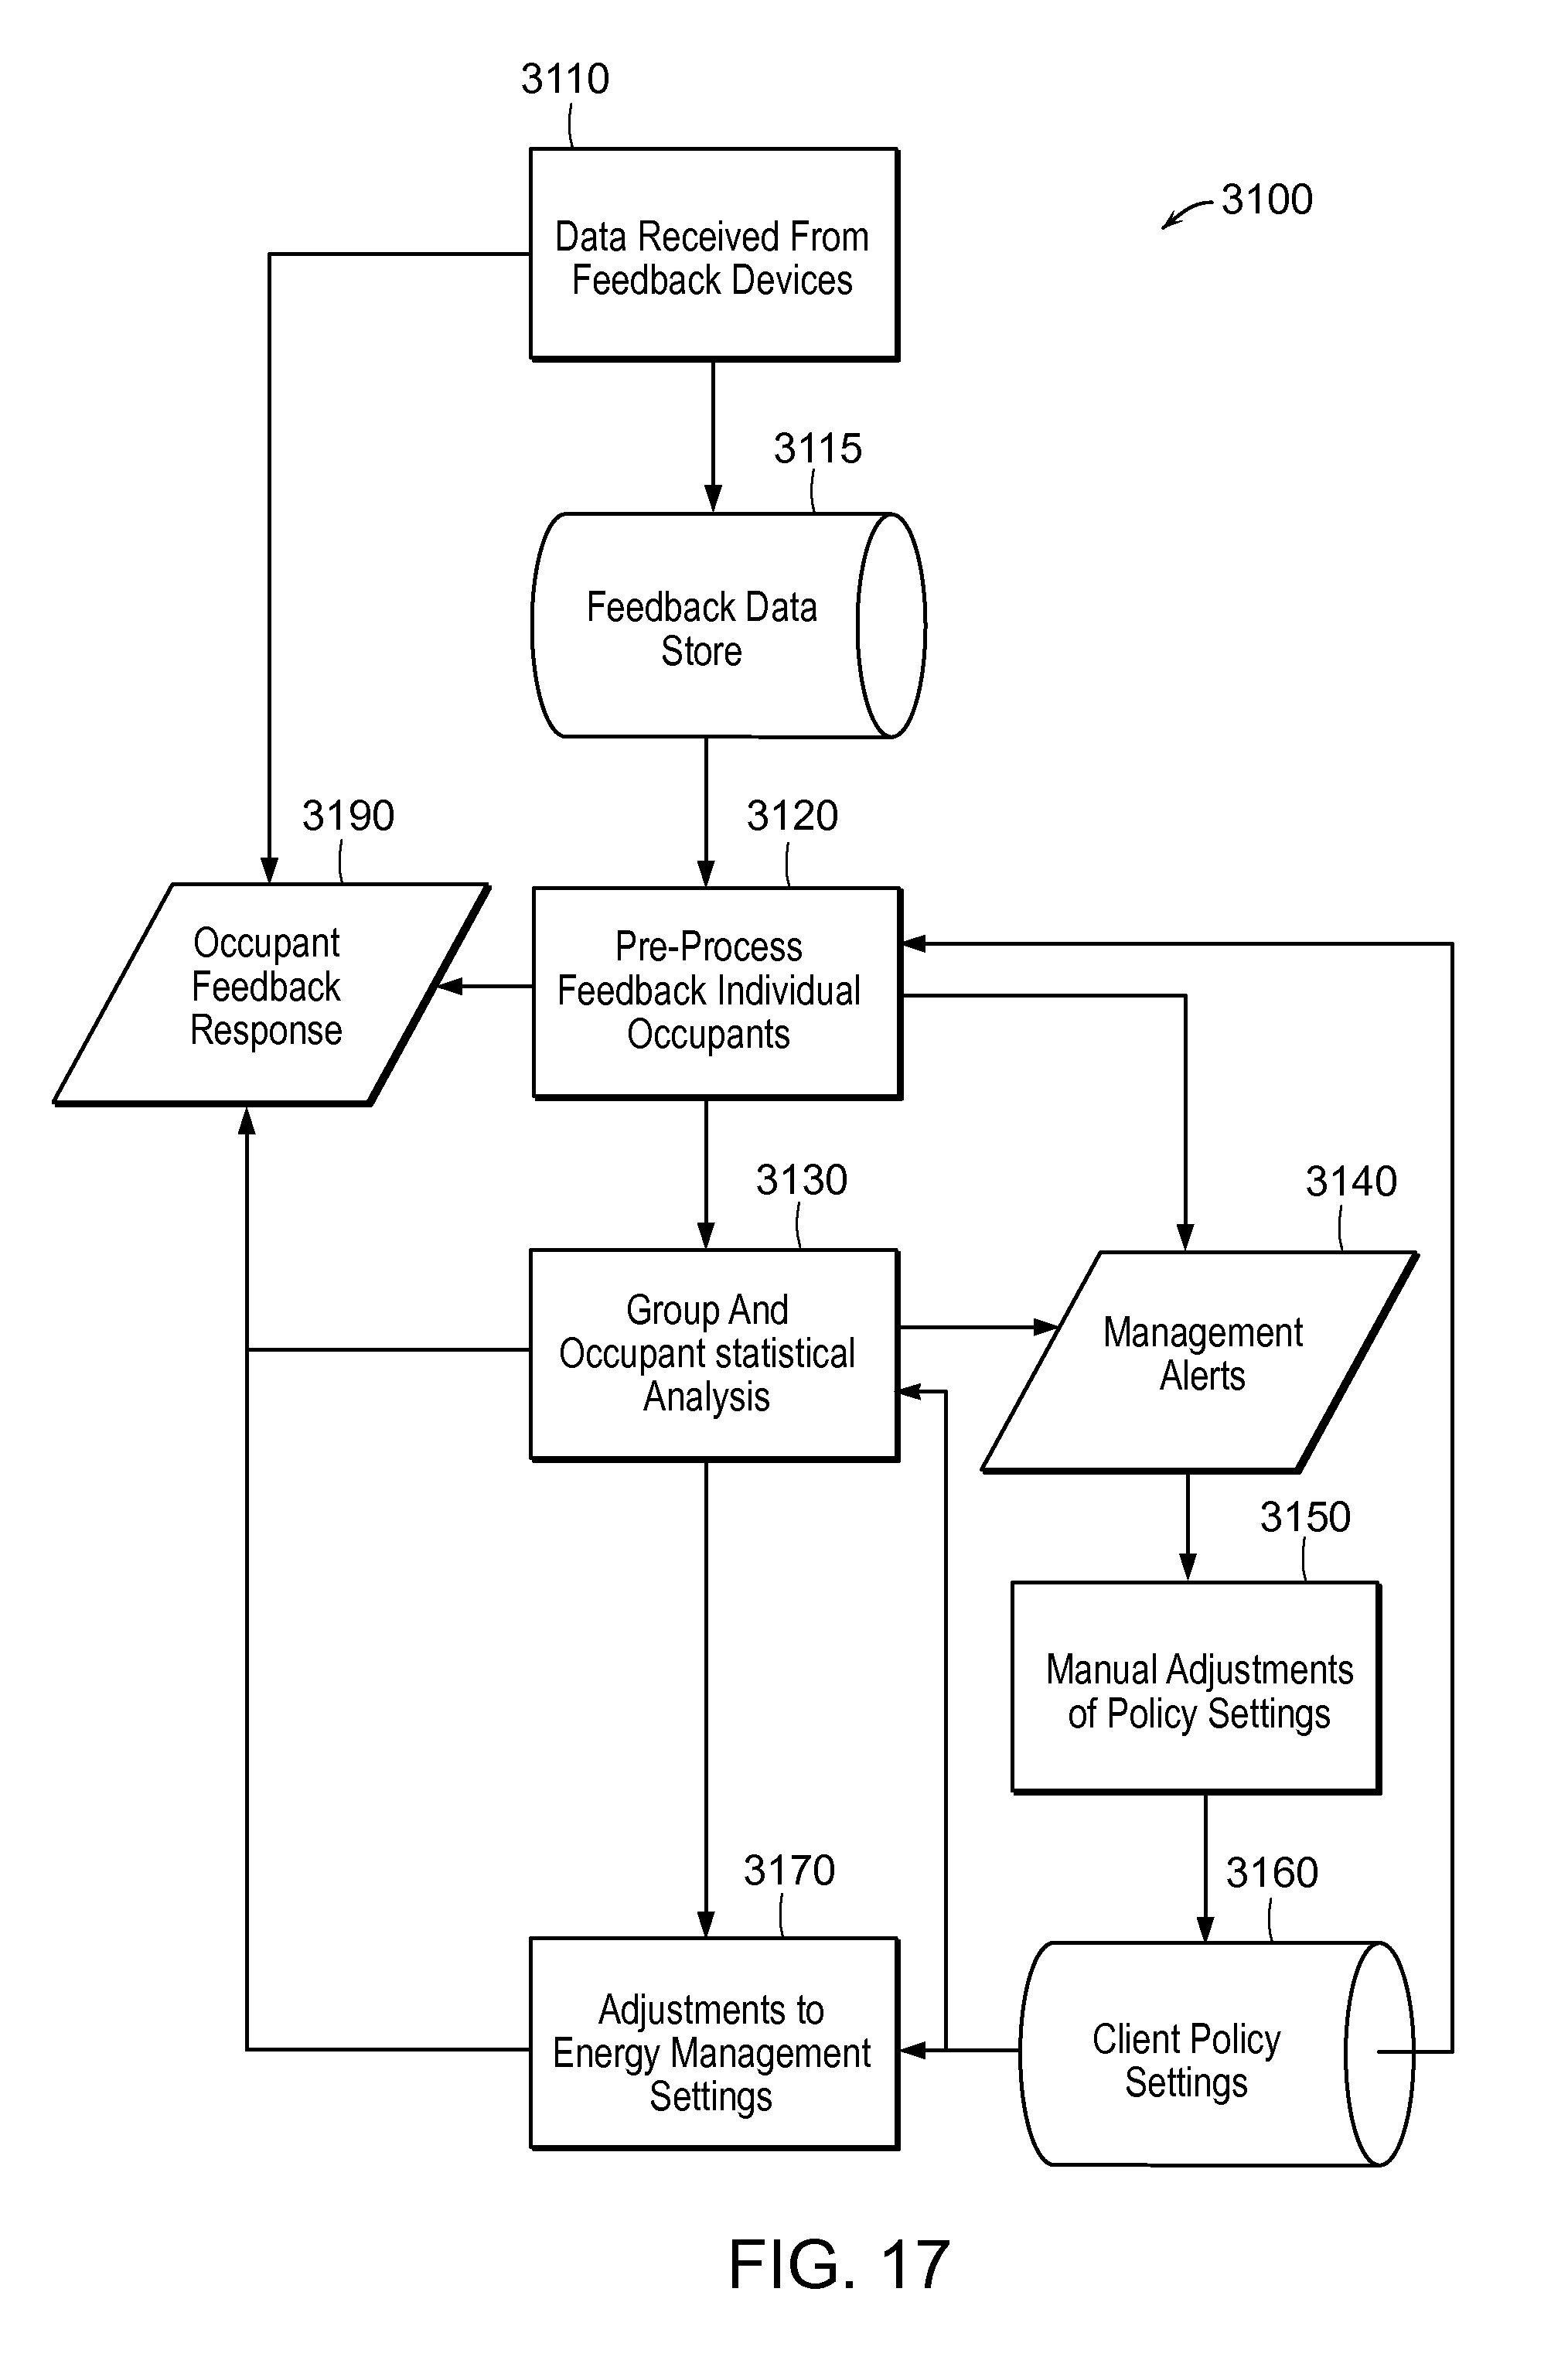 3110
3100
Data Received From
Feedback Devices
3115
Feedback Data
Store
3190
3120
Occupant
Feedback
Response
Pre-Process
Feedback Individual
Occupants
3130
3140
Group And
Occupant statistical
Analysis
Management
Alerts
3150
Manual Adjustments
of Policy Settings
3170
3160
Adjustments to
Energy Management
Settings
Client Policy
Settings
FIG. 17